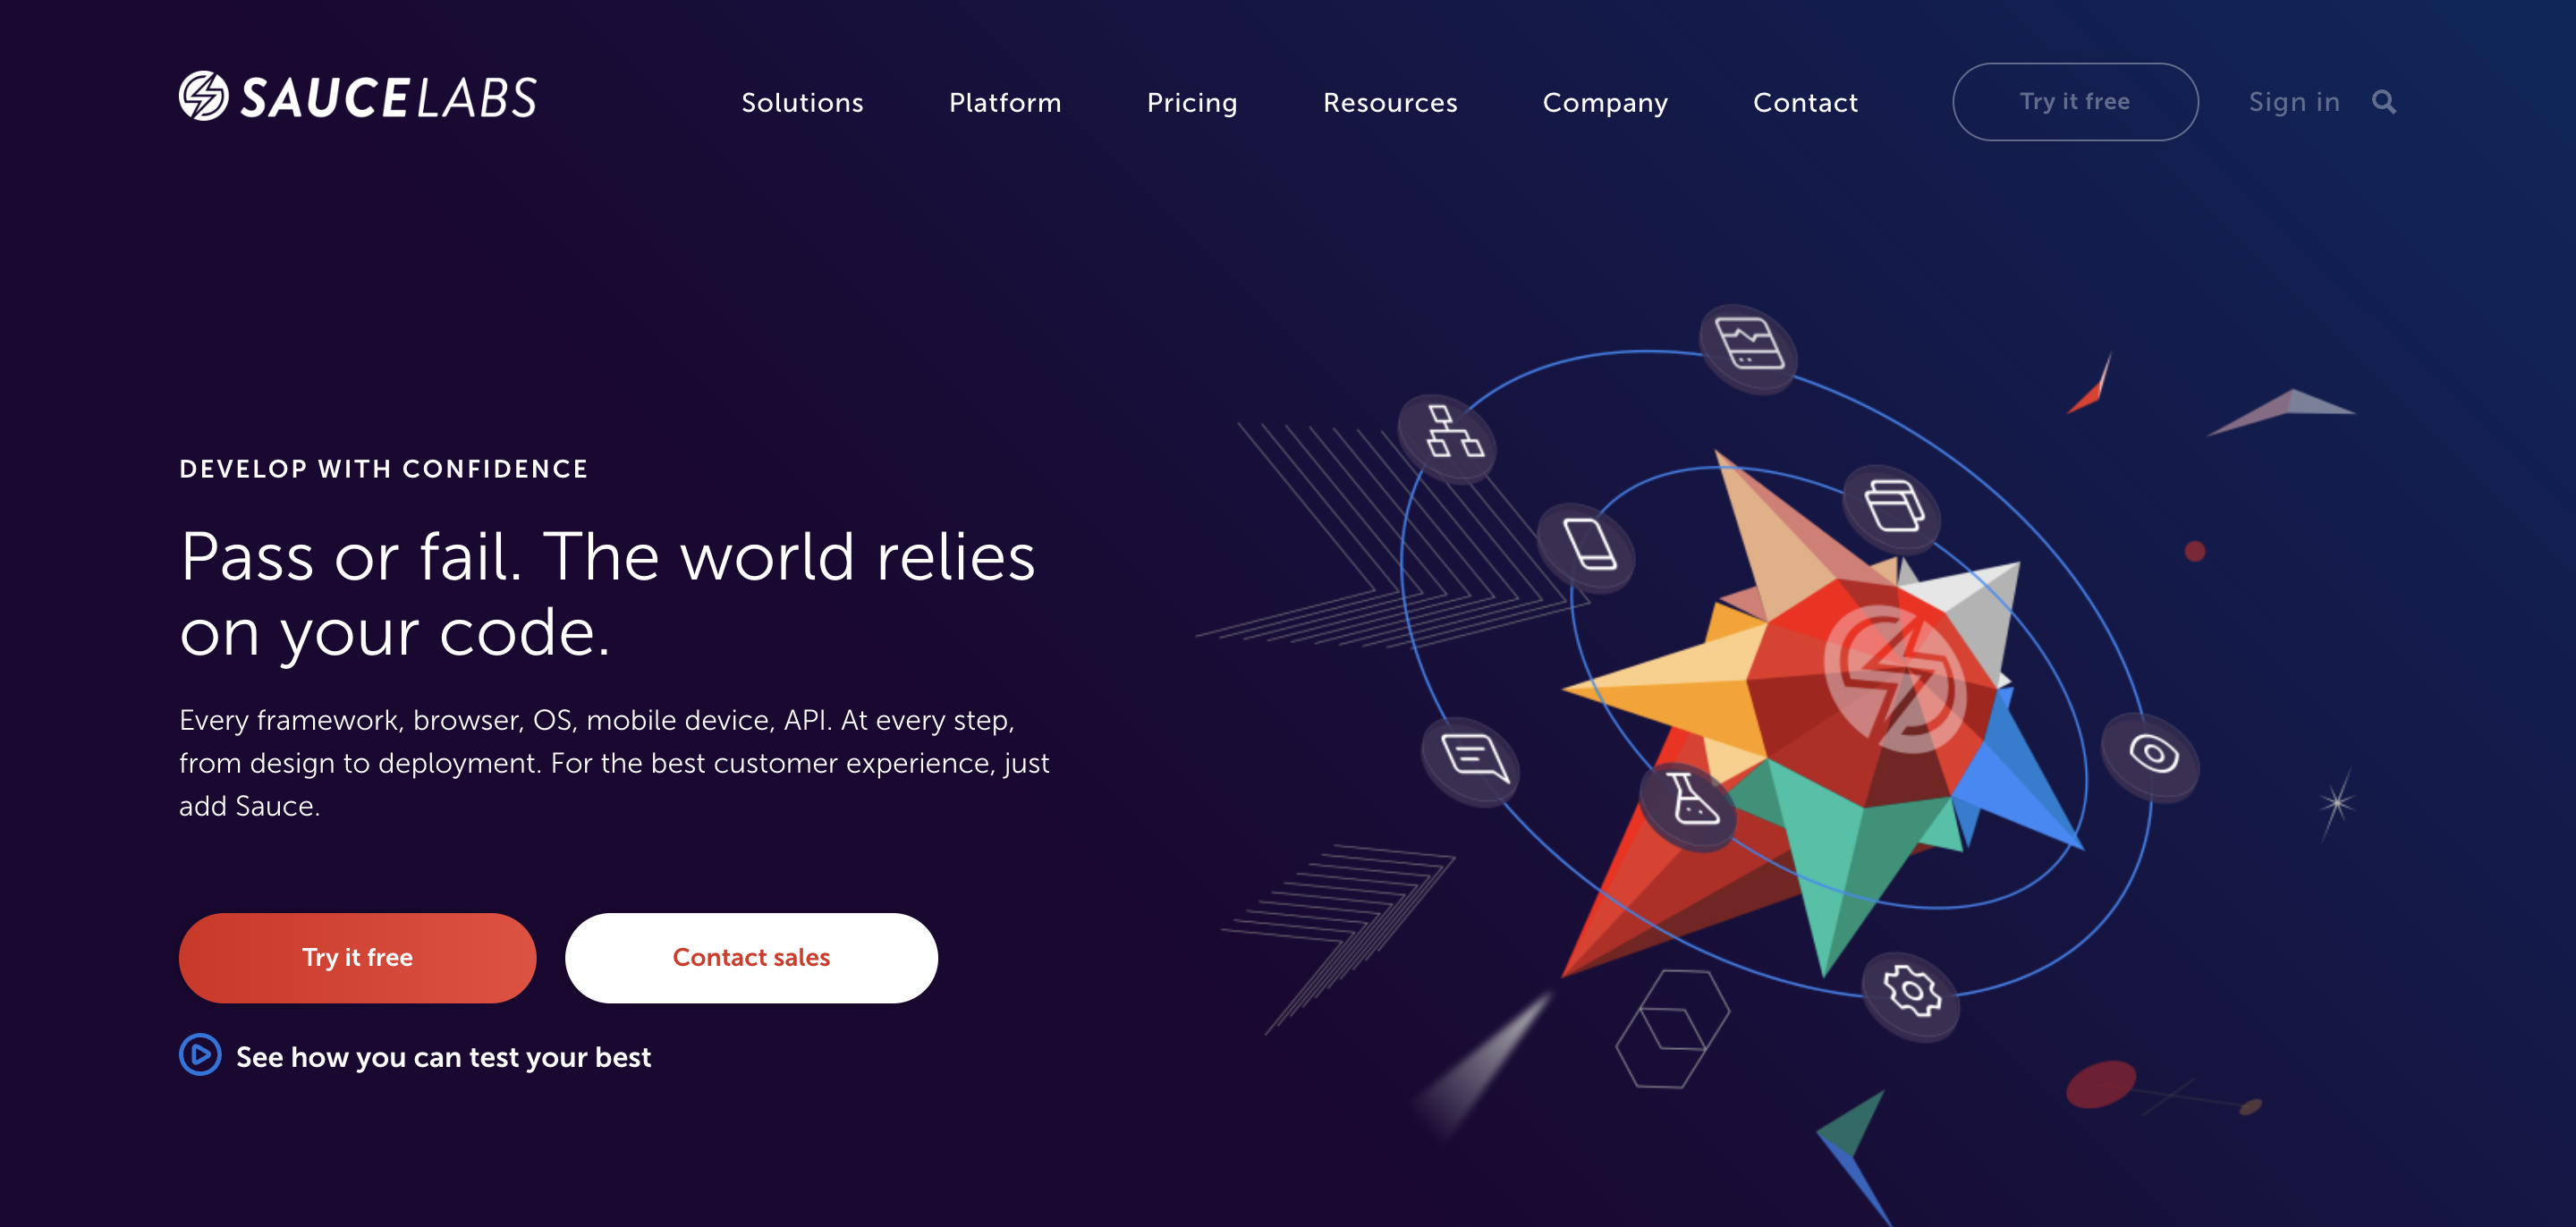 SAUCELABS
Solutions
Platform
Pricing
Resources
Company
Contact
Try it free
Sign in
DEVELOP WITH CONFIDENCE
Pass or fail. The world relies
on your code.
Every framework, browser, OS, mobile device, API. At every step,
from design to deployment. For the best customer experience, just
add Sauce.
Try it free
Contact sales
See how you can test your best